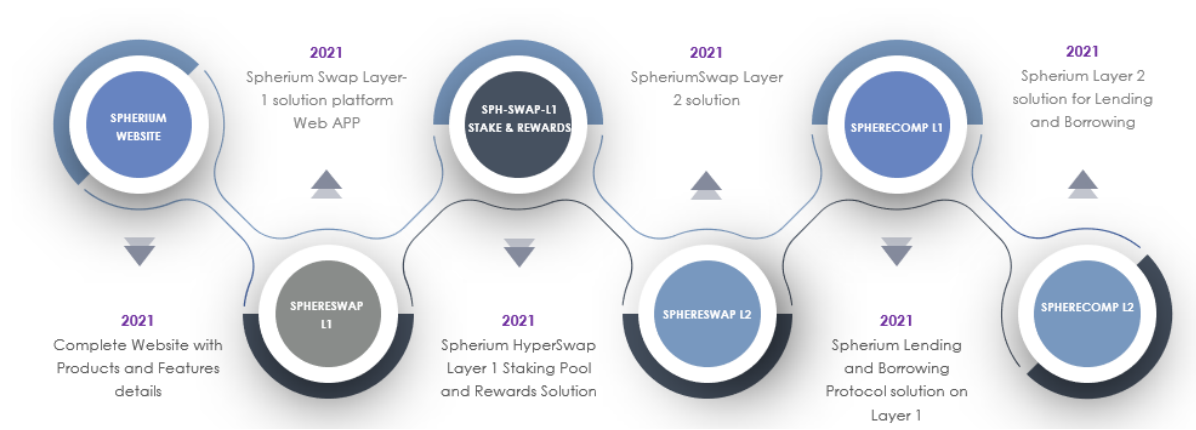 SPHERIUM
WEBSITE
2021
Complete Website with
Products and Features
details
2021
Spherium Swap Layer-
1 solution platform
Web APP
SPHERESWAP
L1
SPH-SWAP-L1
STAKE & REWARDS
2021
Spherium HyperSwap
Layer 1 Staking Pool
and Rewards Solution
2021
SpheriumSwap Layer
2 solution
SPHERESWAP L2
SPHERECOMP L1
2021
Spherium Lending
and Borrowing
Protocol solution on
Layer 1
2021
Spherium Layer 2
solution for Lending
and Borrowing
SPHERECOMP L2